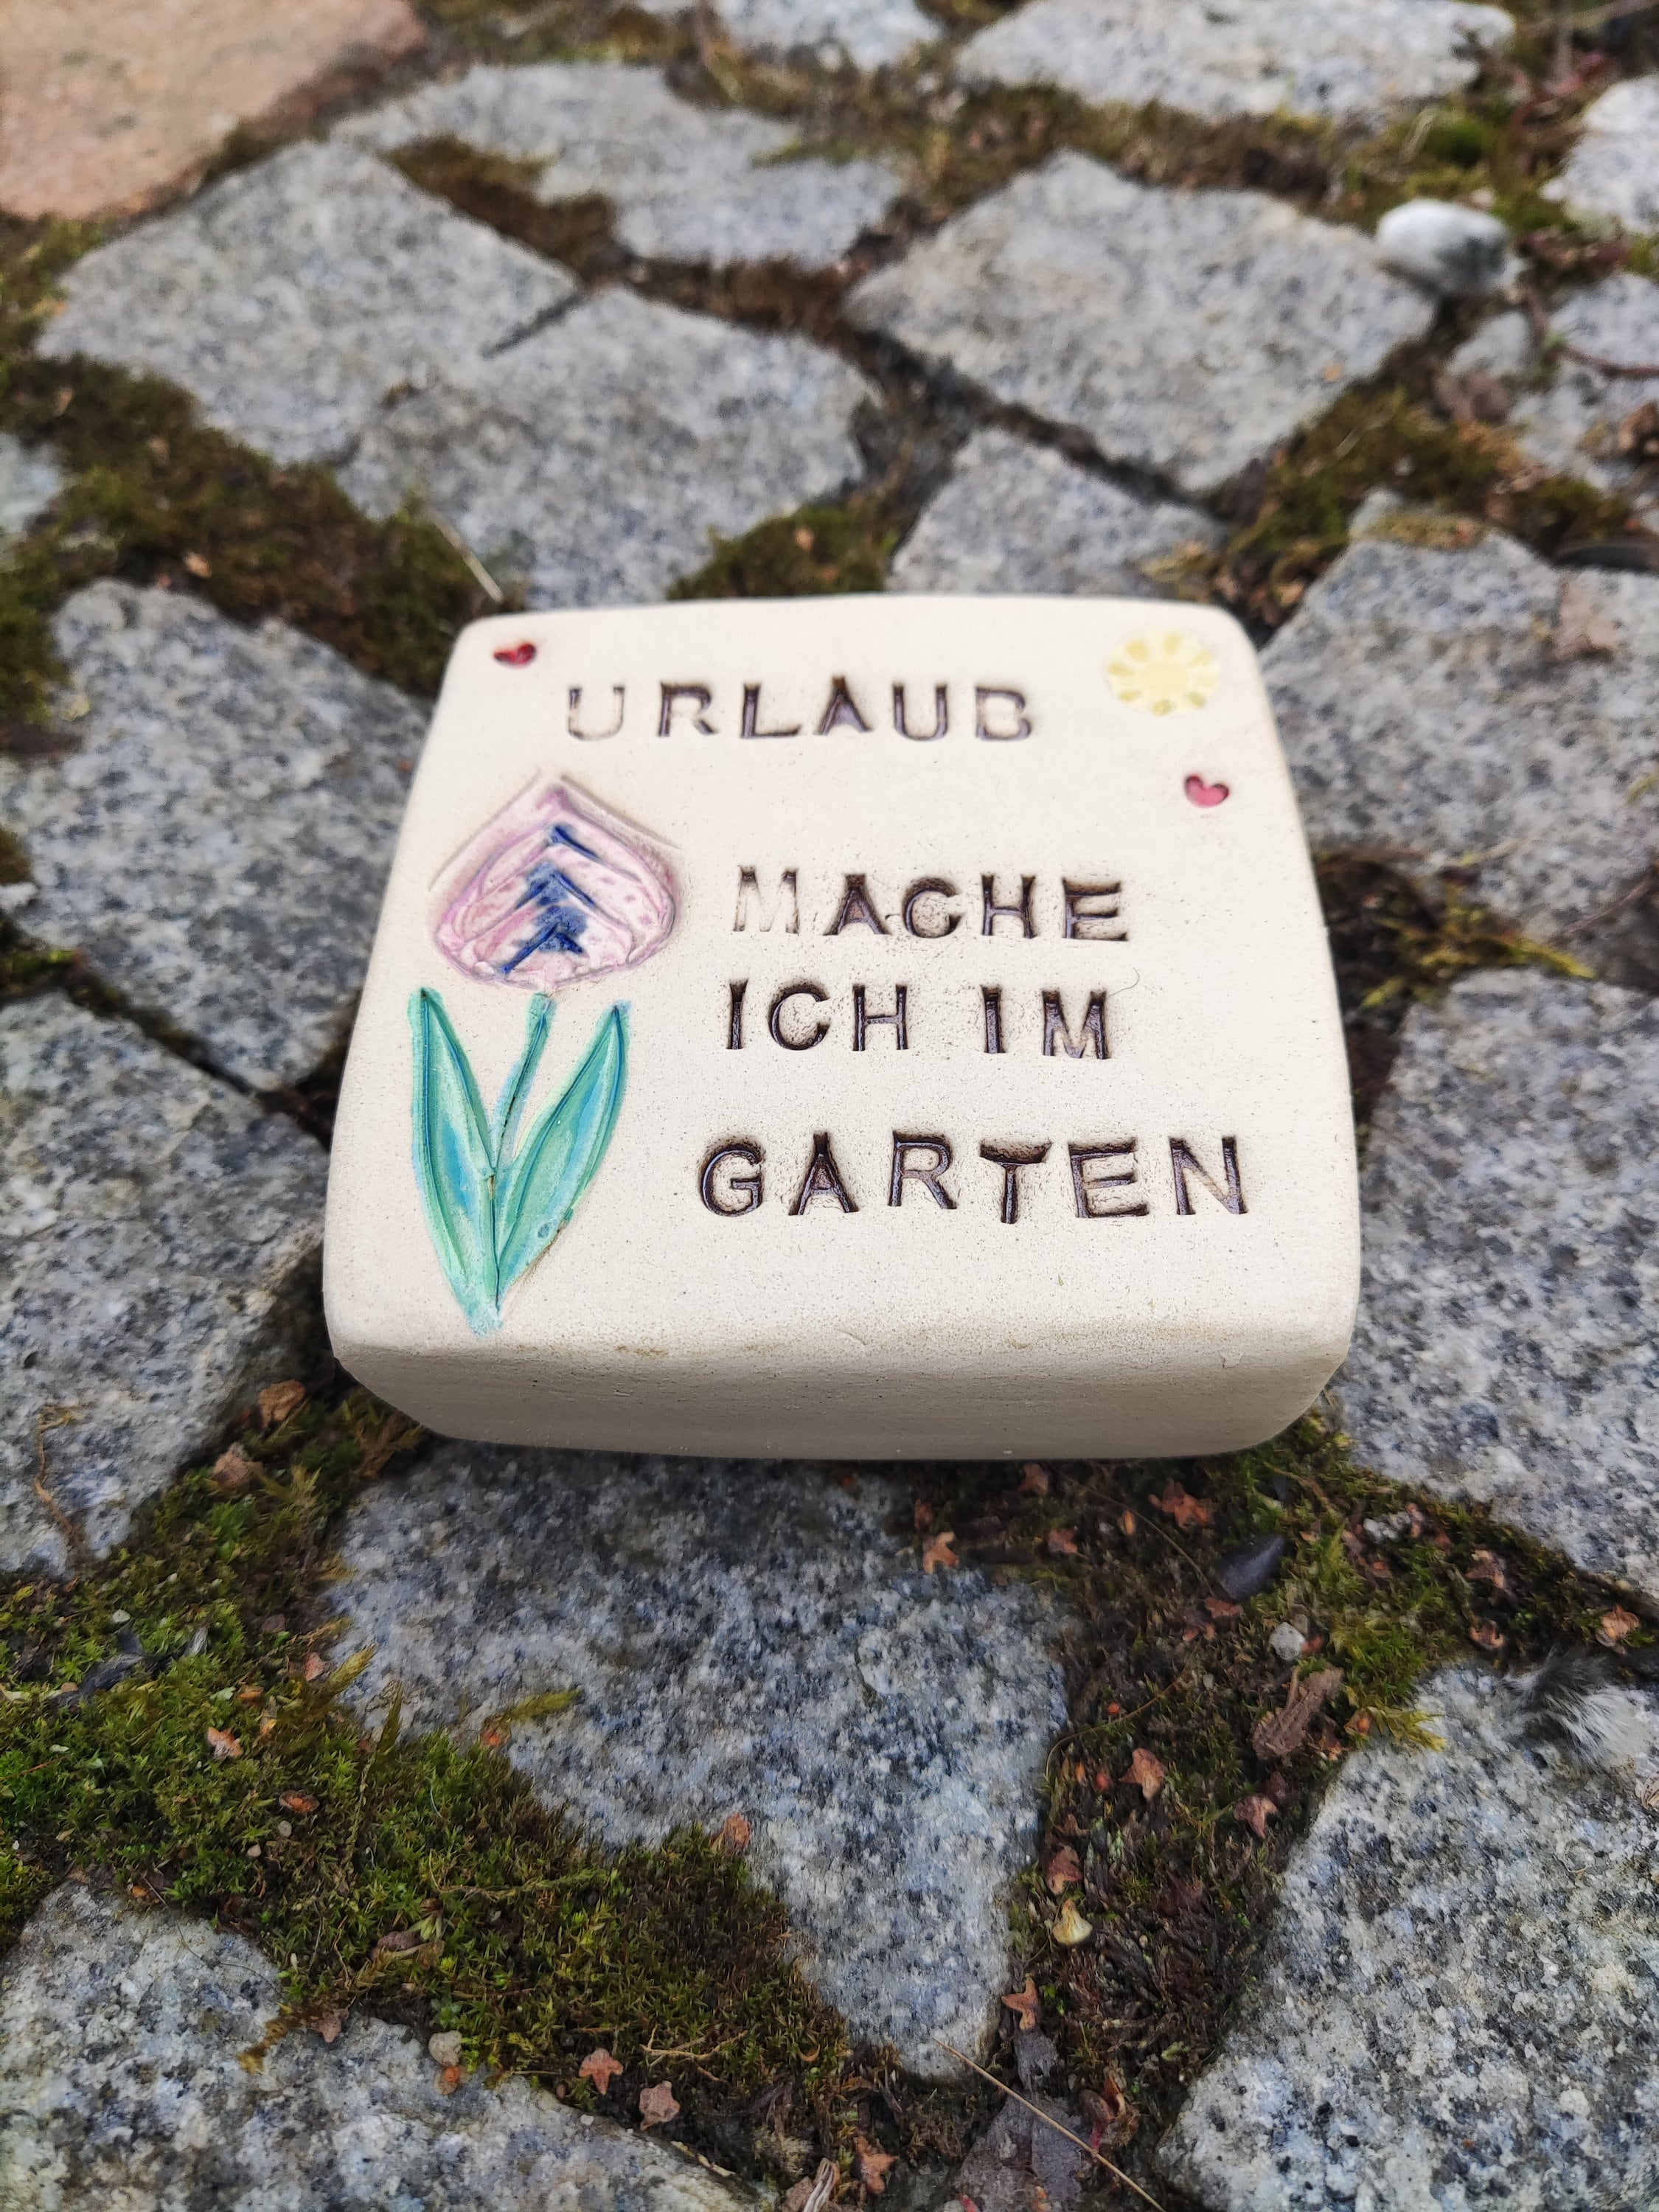 URLAUB
MACHE
ICH IM
GARTEN